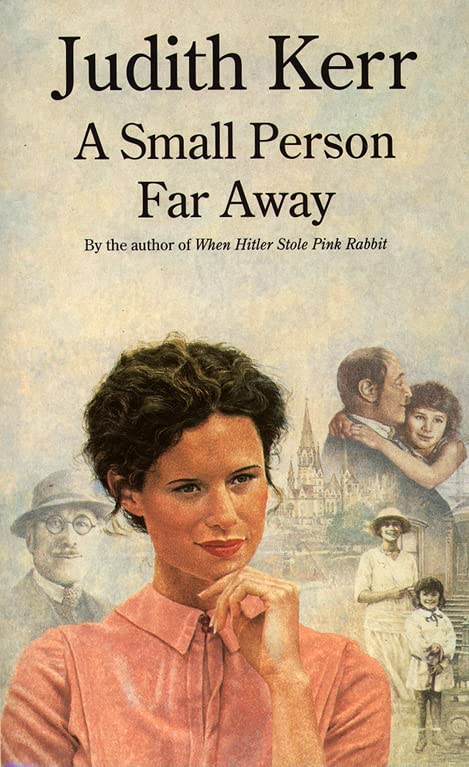 Judith Kerr
A Small Person
Far Away
By the author of When Hitler Stole Pink Rabbit